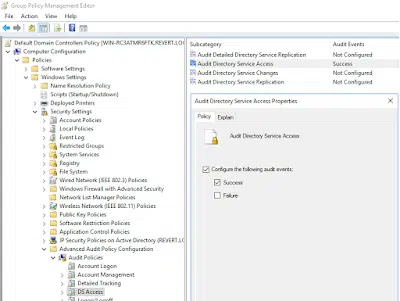 Group Policy Management Editor
File Action View Help
Default Domain Controllers Policy [WIN-RC3ATMR6FTK.REVERT.LO
Computer Configuration
Policies
Software Settings
Windows Settings
Name Resolution Policy
Scripts (Startup/Shutdown)
Deployed Printers
Security Settings
Account Policies
Local Policies
Event Log
Restricted Groups
System Services
Registry
File System
Wired Network (IEEE 802.3) Policies
Windows Firewall with Advanced Security
Network List Manager Policies
Wireless Network (IEEE 802.11) Policies
Public Key Policies
Software Restriction Policies
Application Control Policies
IP Security Policies on Active Directory (REVERT.LO
Advanced Audit Policy Configuration
Audit Policies
Account Logon
Account Management
Detailed Tracking
DS Access
Logon/Logoff
Subcategory Audit Events
Audit Detailed Directory Service Replication Not Configured
Audit Directory Service Access Success
Audit Directory Service Changes Not Configured
Audit Directory Service Replication Not Configured
Audit Directory Service Access Properties
Policy Explain
Audit Directory Service Access
Configure the following audit events:
Success
Failure